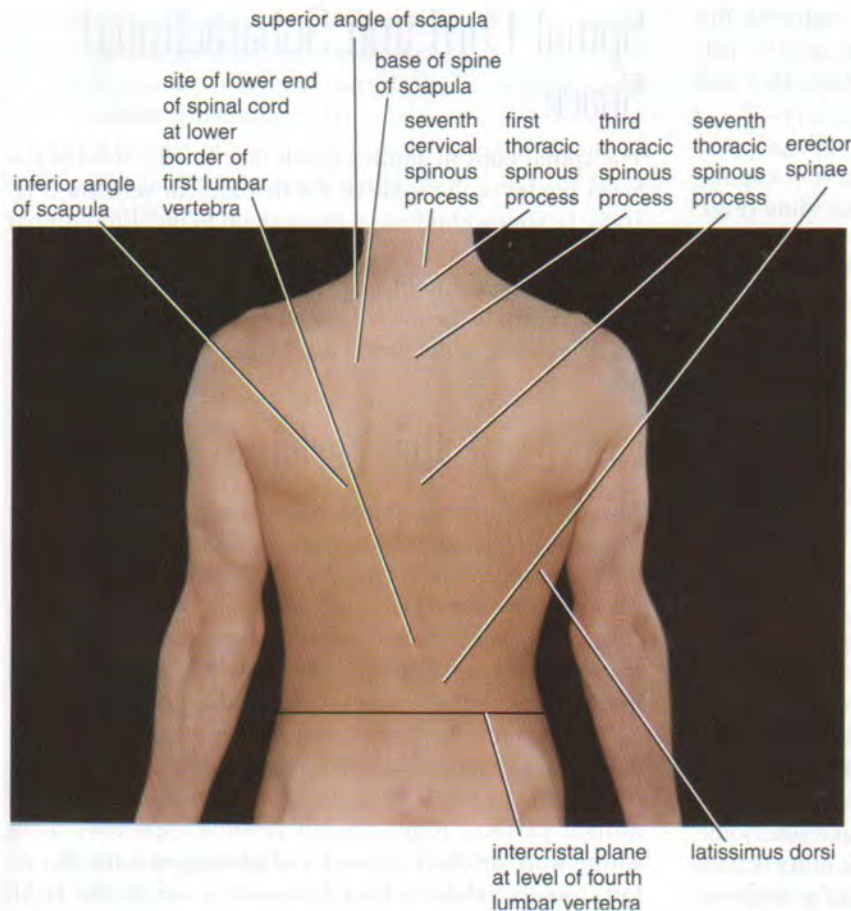 superior angle of scapula
base of spine
of scapula
site of lower end
of spinal cord
at lower
border of
first lumbar
vertebra
inferior angle
of capula
seventh
cervical
spinous
process
first
thoracic
spinous
process
third
thoracic
spinous
process
seventh
thoracic
spinous
process
erector
spinae
intercristal plane
at level of fourth
lumbar vertebra
latissimus dorsi